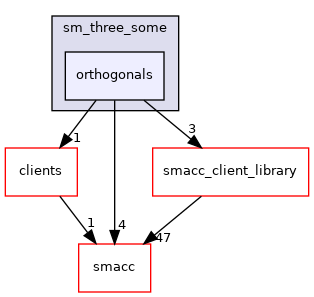 sm_three_some
orthogonals
1
3
clients
smacc_client_library
1
4
47
smacc